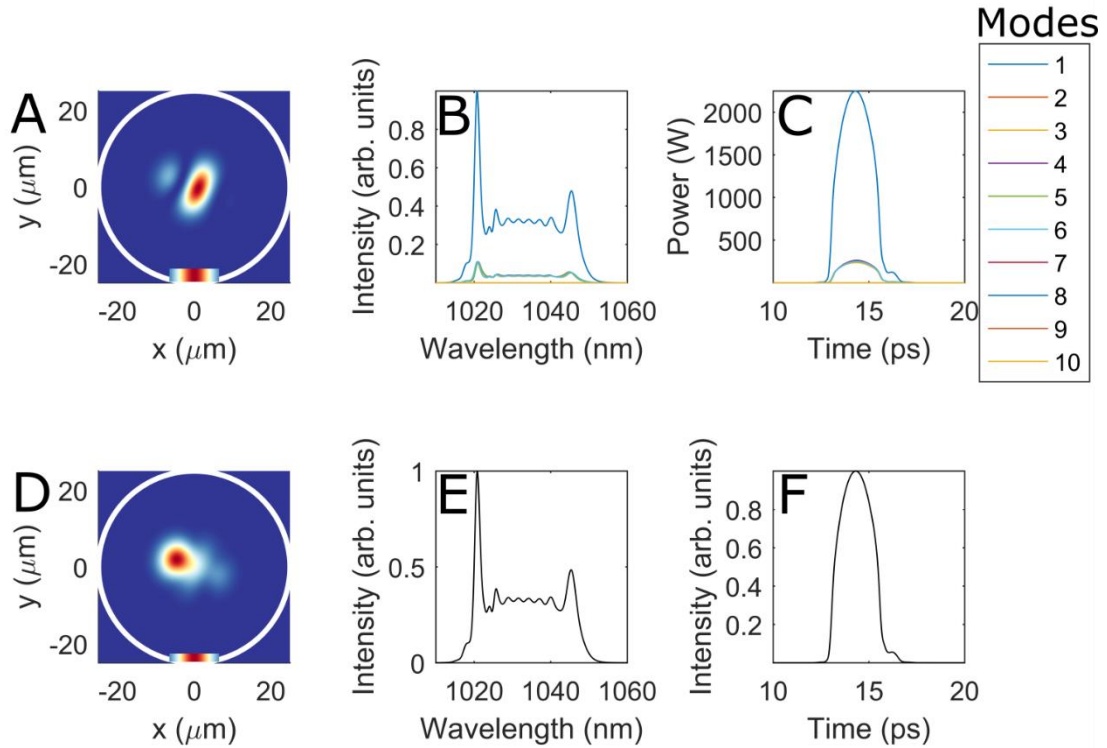 Modes
1
2
3
4
5
6
7
8
9
10
A
y (μm)
20
0
-20
-20 0 20
x (μm)
B
Intensity (arb. units)
0.8
0.6
0.4
0.2
1020 1040 1060
Wavelength (nm)
C
Power (W)
2000
1500
1000
500
10 15 20
Time (ps)
D
y (μm)
20
0
-20
-20 0 20
x (μm)
E
Intensity (arb. units)
1
0.5
0
1020 1040 1060
Wavelength (nm)
F
Intensity (arb. units)
0.8
0.6
0.4
0.2
10 15 20
Time (ps)